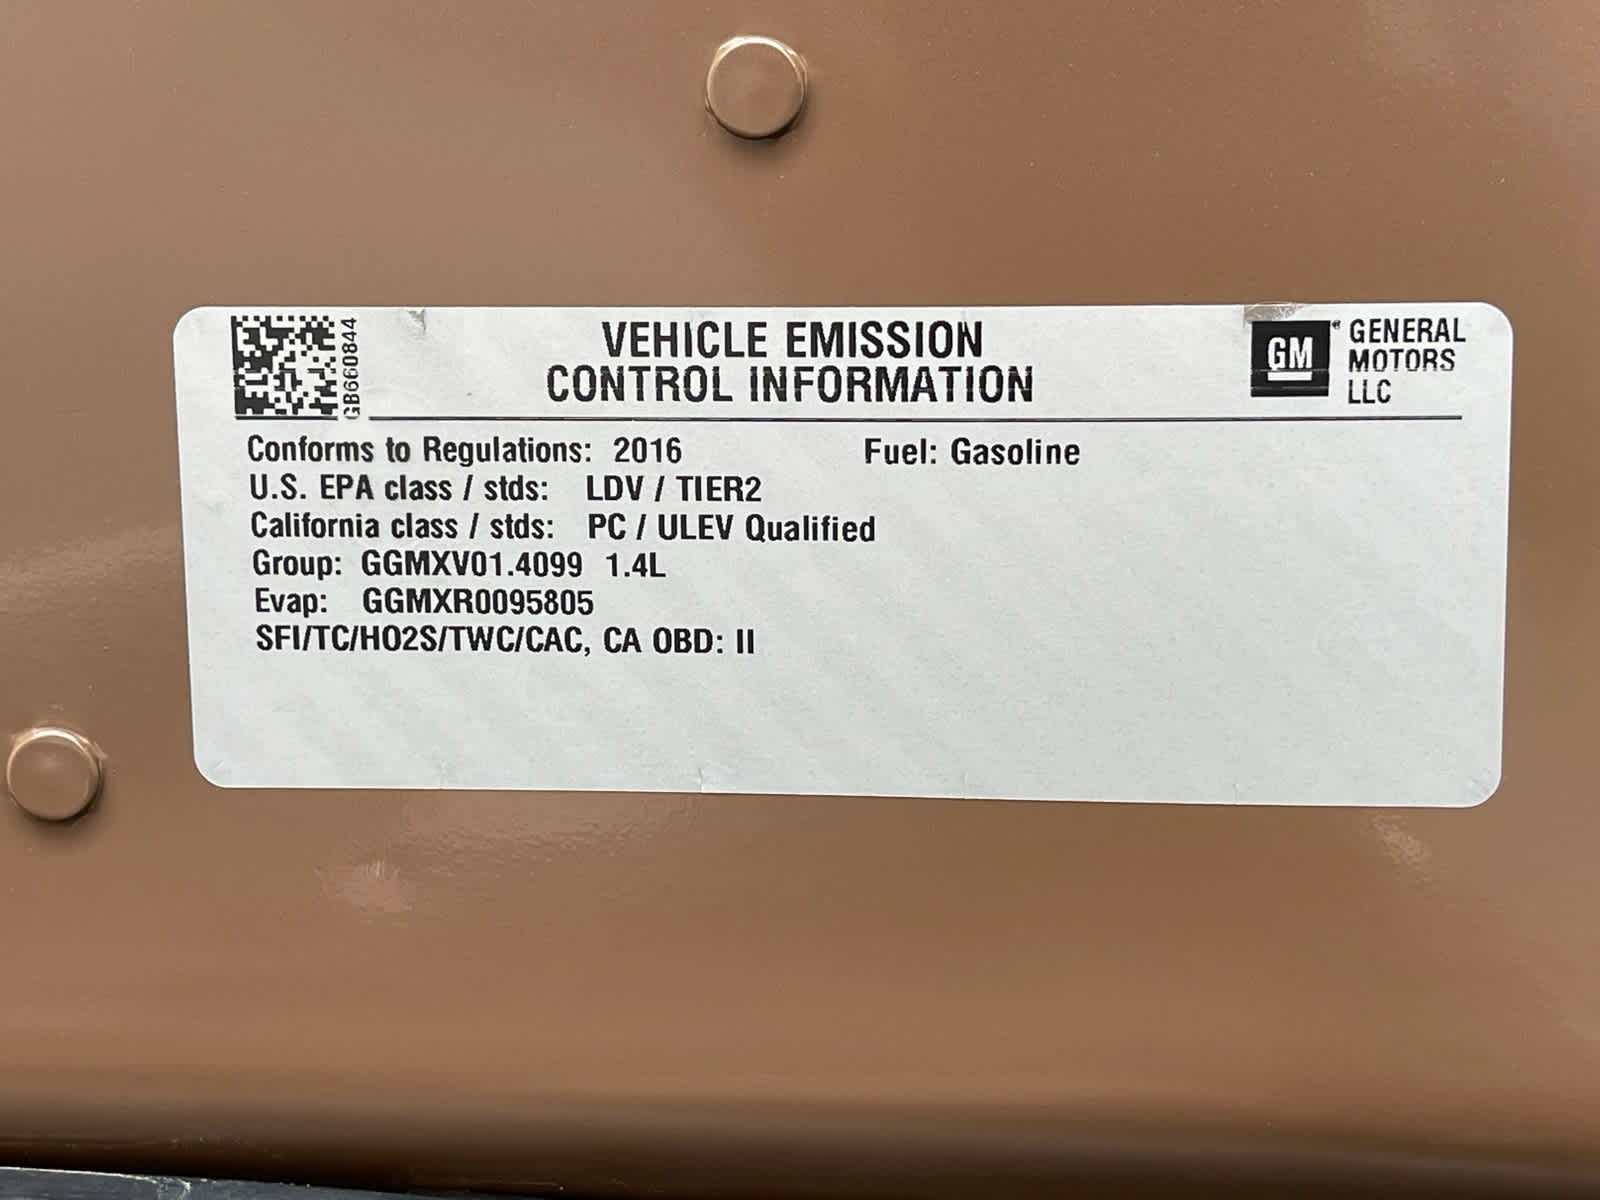 GB660844
VEHICLE EMISSION
CONTROL INFORMATION
GM®
GENERAL
MOTORS
LLC
Conforms to Regulations: 2016 Fuel: Gasoline
U.S. EPA class / stds: LDV / TIER2
California class / stds: PC / ULEV Qualified
Group: GGMXV01.4099 1.4L
Evap: GGMXR0095805
SFI/TC/HO2S/TWC/CAC, CA OBD: II